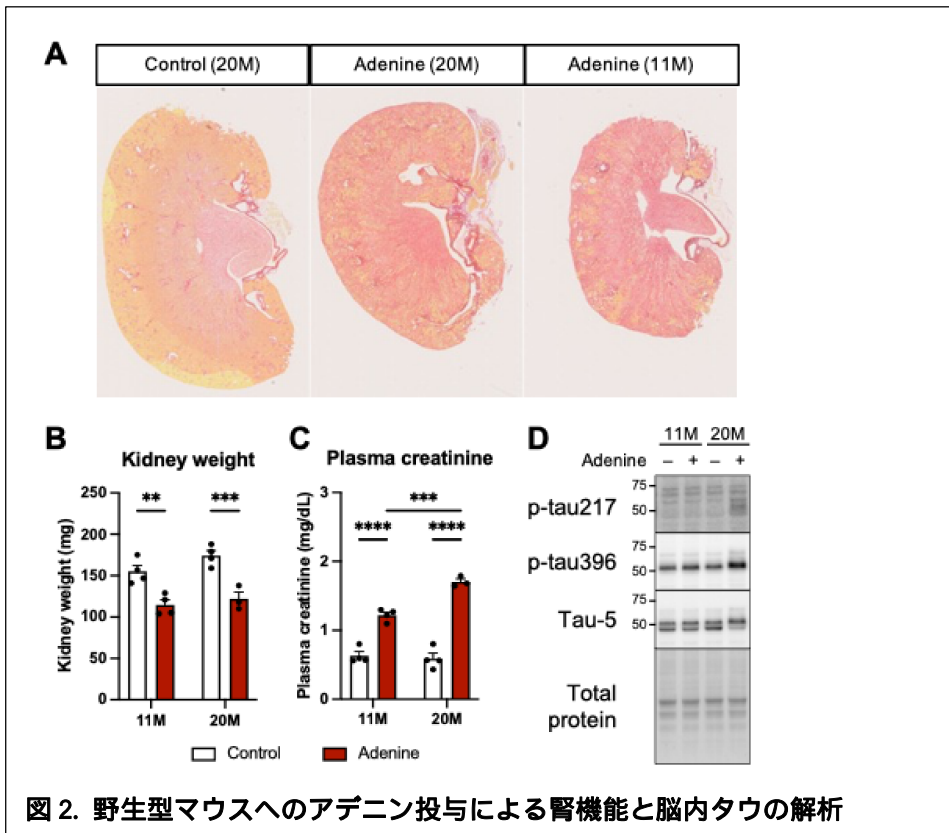 A
Control (20M) Adenine (20M) Adenine (11M)
B
Kidney weight
Kidney weight (mg)
250
200
150
100
50
0
** ***
11M 20M
C
Plasma creatinine
Plasma creatinine (mg/dL)
3
2
1
0
***
**** ****
11M 20M
Control Adenine
D
11M 20M
Adenine – + – +
p-tau217
75
50
p-tau396
75
50
Tau-5
75
50
Total
protein
図 2. 野生型マウスへのアデニン投与による腎機能と脳内タウの解析